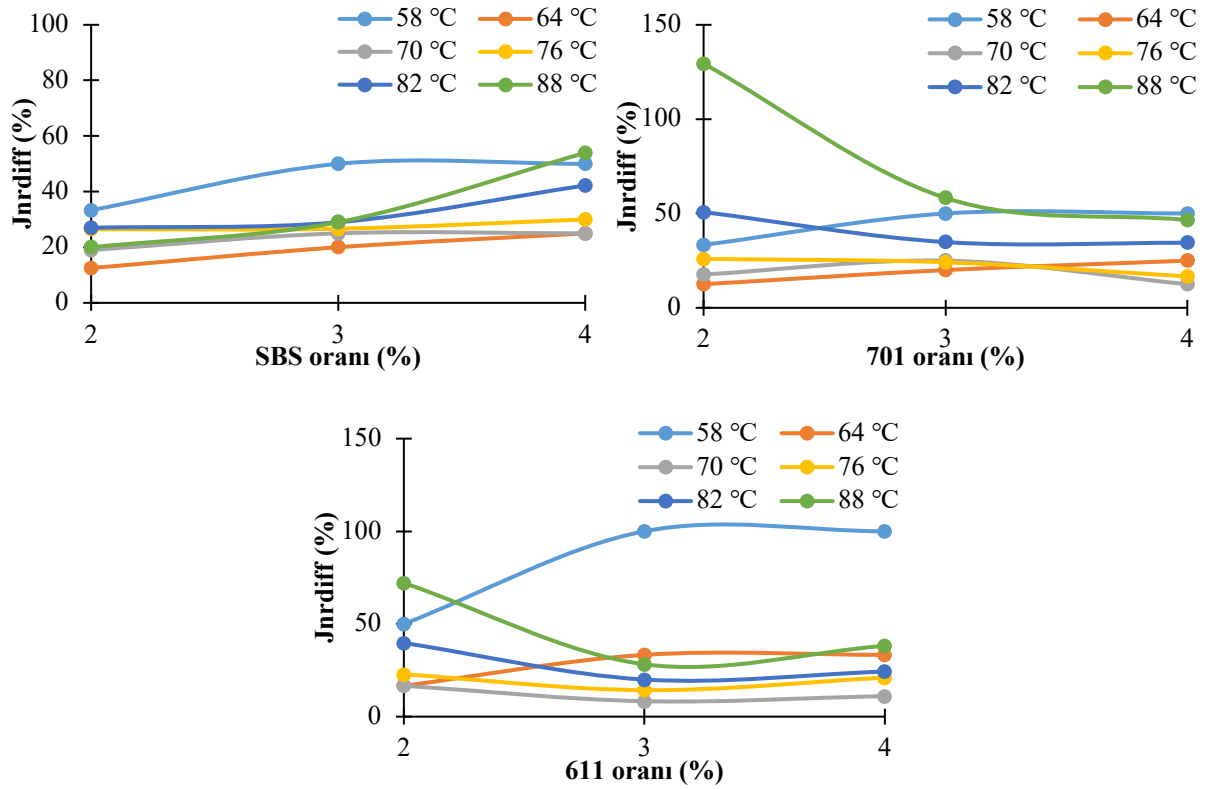 100
80
60
40
20
0
Jnrdiff (%)
58 ℃ 64 ℃
70 ℃ 76 ℃
82 ℃ 88 ℃
2 3 4
SBS oranı (%)
150
100
50
0
Jnrdiff (%)
58 ℃ 64 ℃
70 ℃ 76 ℃
82 ℃ 88 ℃
2 3 4
701 oranı (%)
150
100
50
0
Jnrdiff (%)
58 ℃ 64 ℃
70 ℃ 76 ℃
82 ℃ 88 ℃
2 3 4
611 oranı (%)